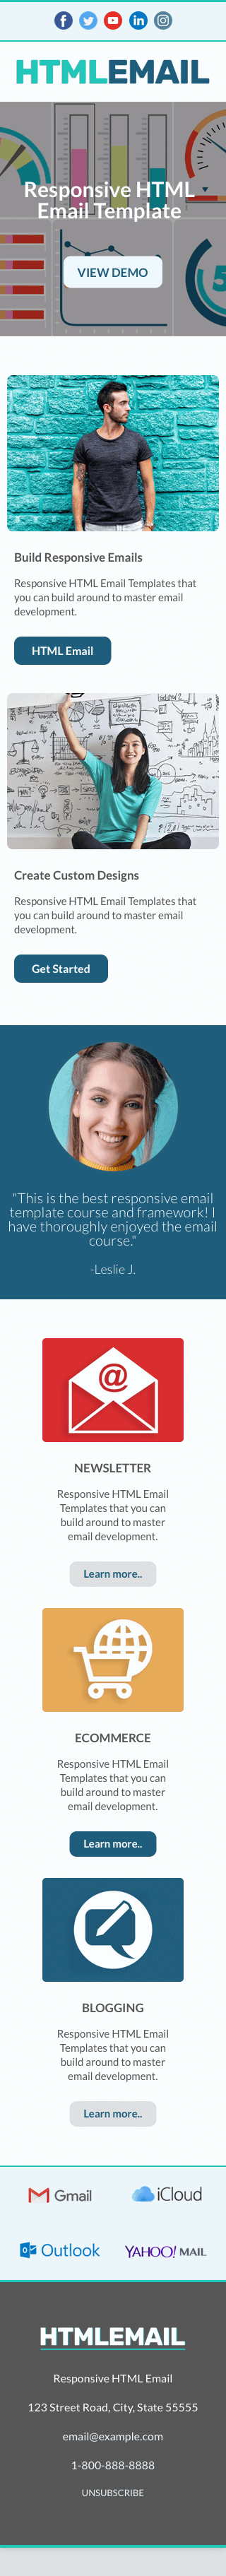 HTMLEMAIL
Responsive HTML
Email Template
VIEW DEMO
Build Responsive Emails
Responsive HTML Email Templates that
you can build around to master email
development.
HTML Email
Create Custom Designs
Responsive HTML Email Templates that
you can build around to master email
development.
Get Started
"This is the best responsive email
template course and framework! I
have thoroughly enjoyed the email
course."
-Leslie J.
NEWSLETTER
Responsive HTML Email
Templates that you can
build around to master
email development.
Learn more..
ECOMMERCE
Responsive HTML Email
Templates that you can
build around to master
email development.
Learn more..
BLOGGING
Responsive HTML Email
Templates that you can
build around to master
email development.
Learn more..
Gmail iCloud
Outlook YAHOO! MAIL
HTMLEMAIL
Responsive HTML Email
123 Street Road, City, State 55555
email@example.com
1-800-888-8888
UNSUBSCRIBE